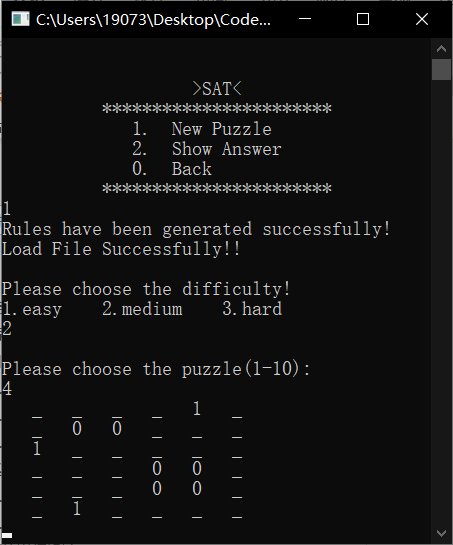 C:\Users\19073\Desktop\Code...
>SAT<
***********************
1. New Puzzle
2. Show Answer
0. Back
***********************
1
Rules have been generated successfully!
Load File Successfully!!
Please choose the difficulty!
1.easy 2.medium 3.hard
2
Please choose the puzzle(1-10):
4
_ _ _ _ 1 _
_ 0 0 _ _ _
1 _ _ _ _ _
_ _ _ 0 0 _
_ _ _ 0 0 _
_ 1 _ _ _ _